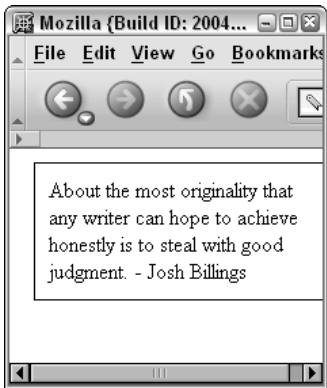 Mozilla {Build ID: 2004...
File Edit View Go Bookmarks
About the most originality that
any writer can hope to achieve
honestly is to steal with good
judgment. - Josh Billings